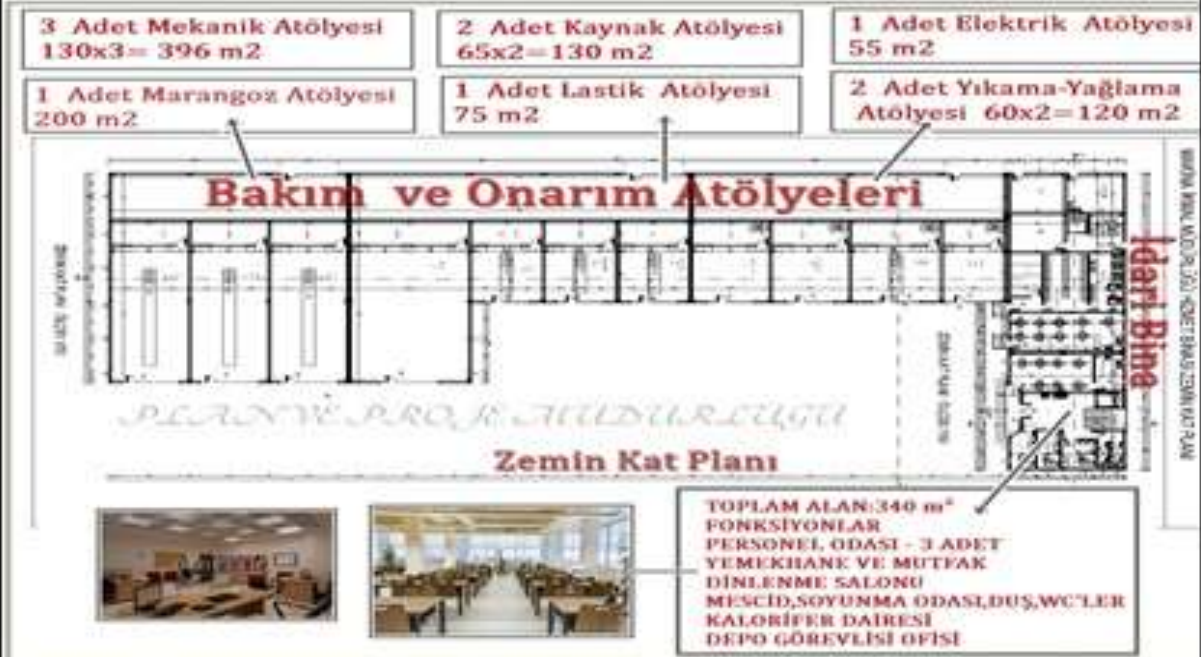 3 Adet Mekanik Atölyesi
130x3= 396 m2
2 Adet Kaynak Atölyesi
65x2=130 m2
1 Adet Elektrik Atölyesi
55 m2
1 Adet Marangoz Atölyesi
200 m2
1 Adet Lastik Atölyesi
75 m2
2 Adet Yıkama-Yağlama
Atölyesi 60x2=120 m2
Bakım ve Onarım Atölyeleri
İdari Bina
PLAN VE PROJE MÜDÜRLÜĞÜ
Zemin Kat Planı
TOPLAM ALAN:340 m²
FONKSİYONLAR
PERSONEL ODASI - 3 ADET
YEMEKHANE VE MUTFAK
DİNLENME SALONU
MESCİD,SOYUNMA ODASI,DUŞ,WC'LER
KALORİFER DAİRESİ
DEPO GÖREVLİSİ OFİSİ